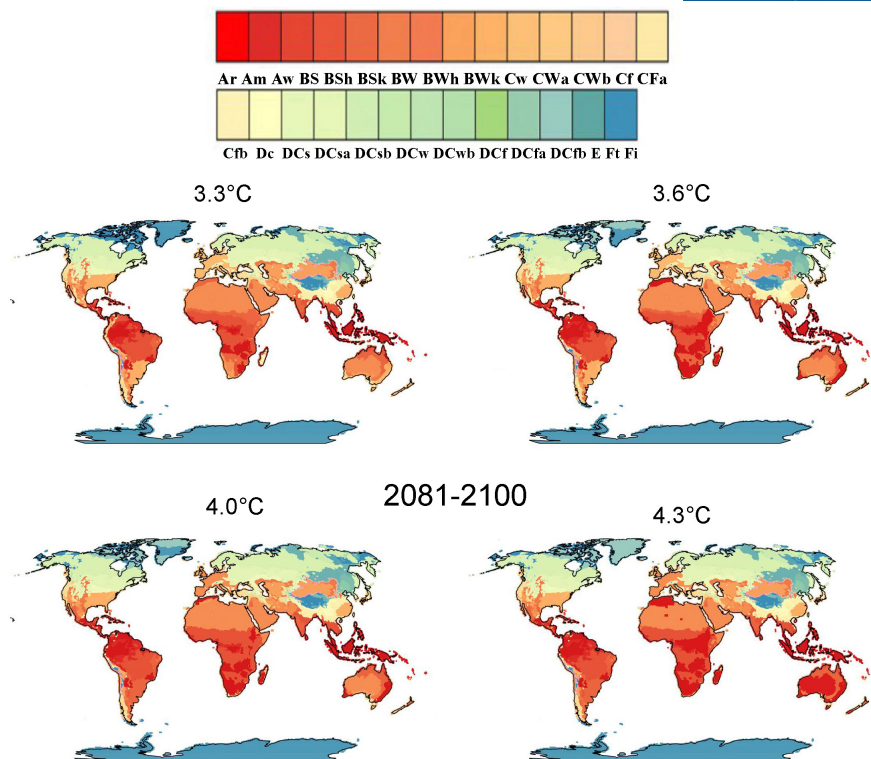 Ar Am Aw BS BSh BSk BW BWh BWk Cw CWa CWb Cf CFa
Cfb Dc DCs DCsa DCsb DCw DCwb DCf DCfa DCfb E Ft Fi
3.3°C
3.6°C
2081-2100
4.0°C
4.3°C